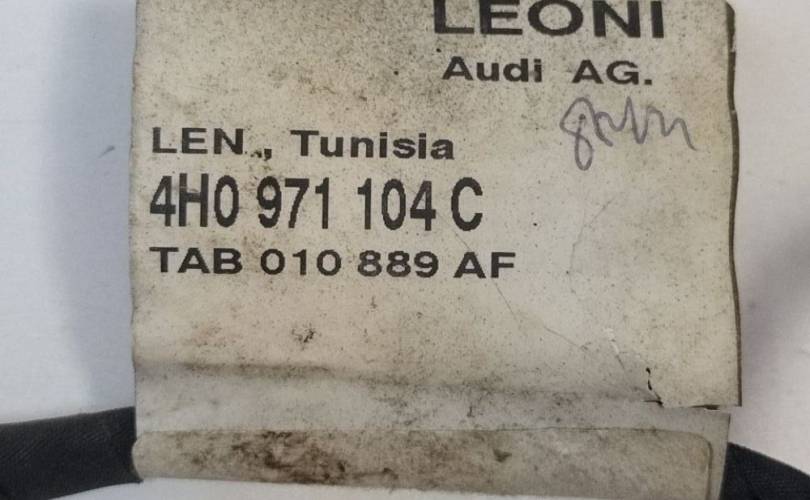 LEONI
Audi AG.
LEN., Tunisia
4H0 971 104 C
TAB 010 889 AF